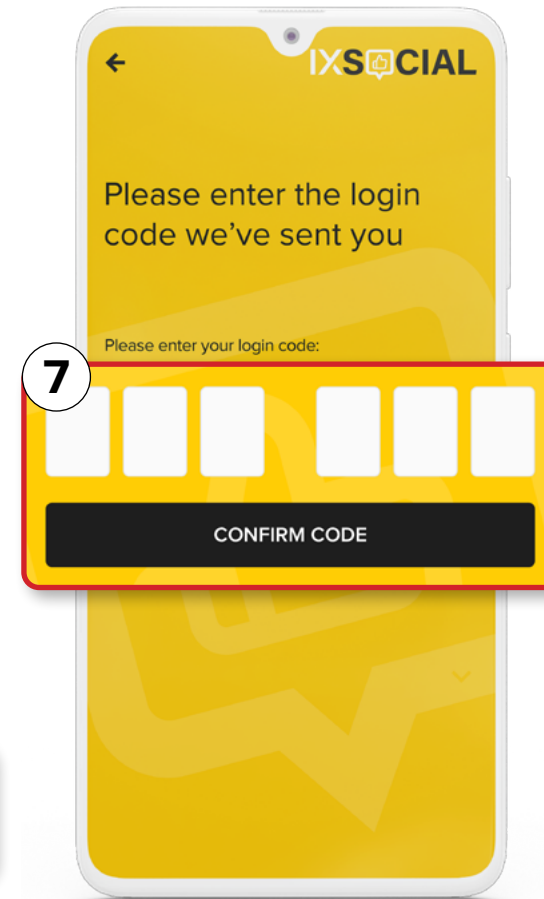 IXSOCIAL
Please enter the login
code we've sent you
Please enter your login code:
7
CONFIRM CODE